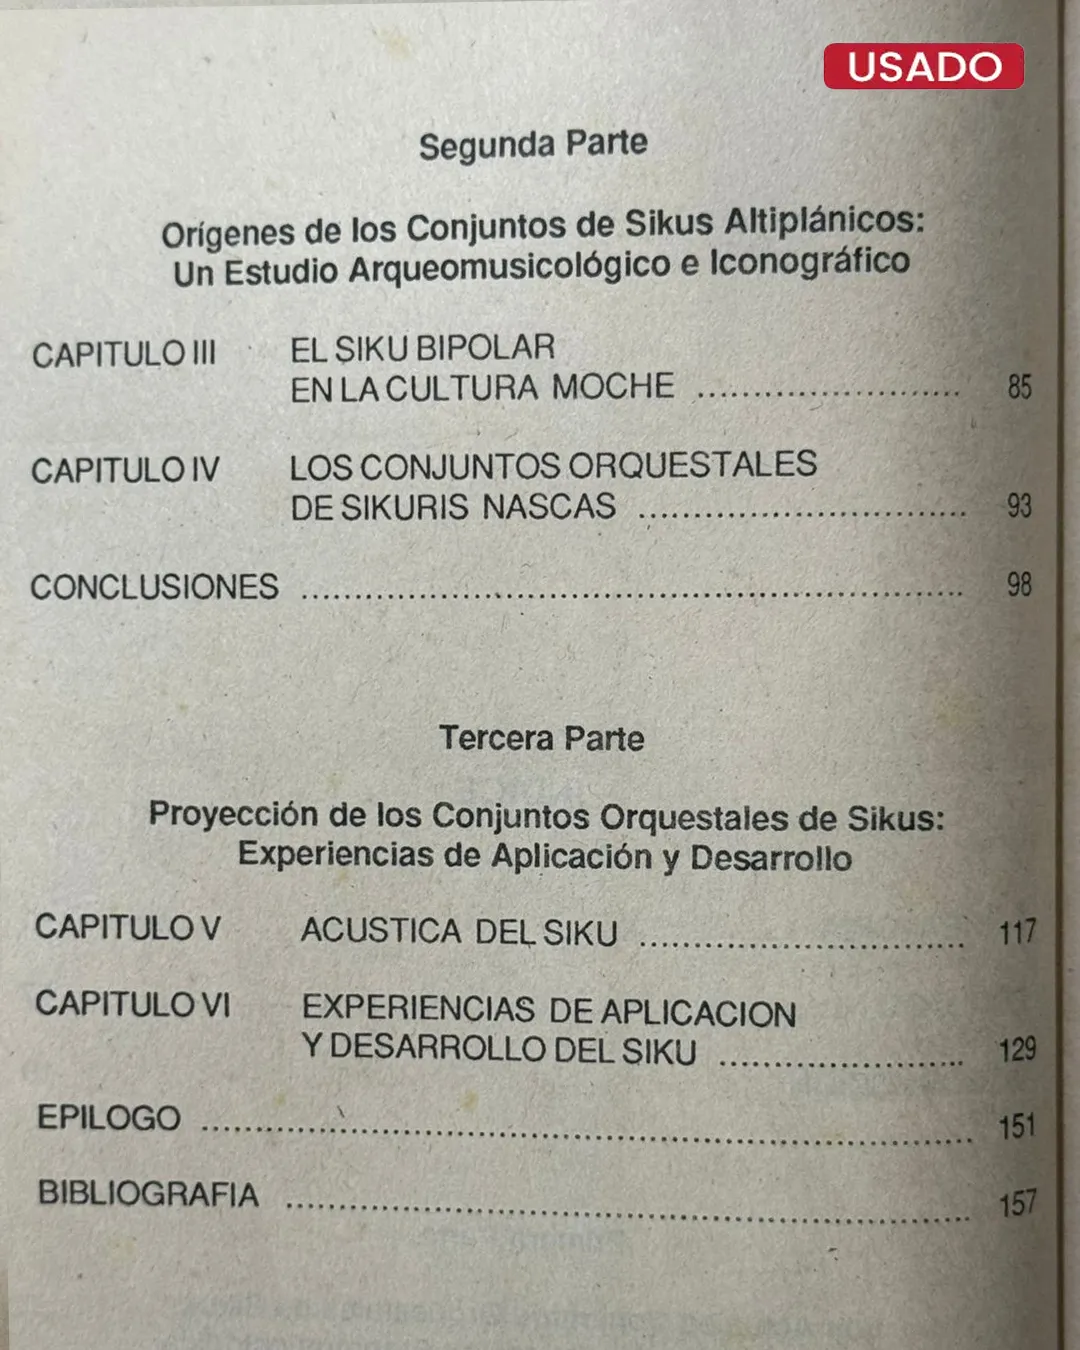 USADO
Segunda Parte
Orígenes de los Conjuntos de Sikus Altiplánicos:
Un Estudio Arqueomusicológico e Iconográfico
CAPITULO III EL SIKU BIPOLAR
EN LA CULTURA MOCHE ........................... 85
CAPITULO IV LOS CONJUNTOS ORQUESTALES
DE SIKURIS NASCAS ................................ 93
CONCLUSIONES ................................................................ 98
Tercera Parte
Proyección de los Conjuntos Orquestales de Sikus:
Experiencias de Aplicación y Desarrollo
CAPITULO V ACUSTICA DEL SIKU ................................ 117
CAPITULO VI EXPERIENCIAS DE APLICACION
Y DESARROLLO DEL SIKU ........................ 129
EPILOGO ........................................................................ 151
BIBLIOGRAFIA ................................................................ 157